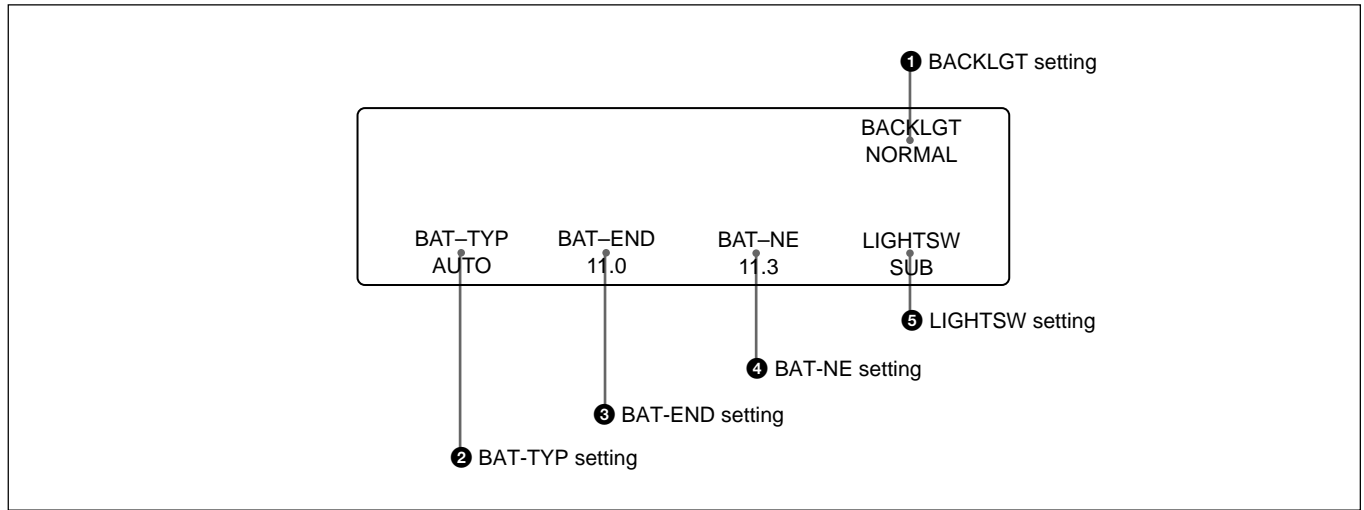 ❶ BACKLGT setting
BACKLGT
NORMAL
BAT–TYP BAT–END BAT–NE LIGHTSW
AUTO 11.0 11.3 SUB
❺ LIGHTSW setting
❹ BAT-NE setting
❸ BAT-END setting
❷ BAT-TYP setting